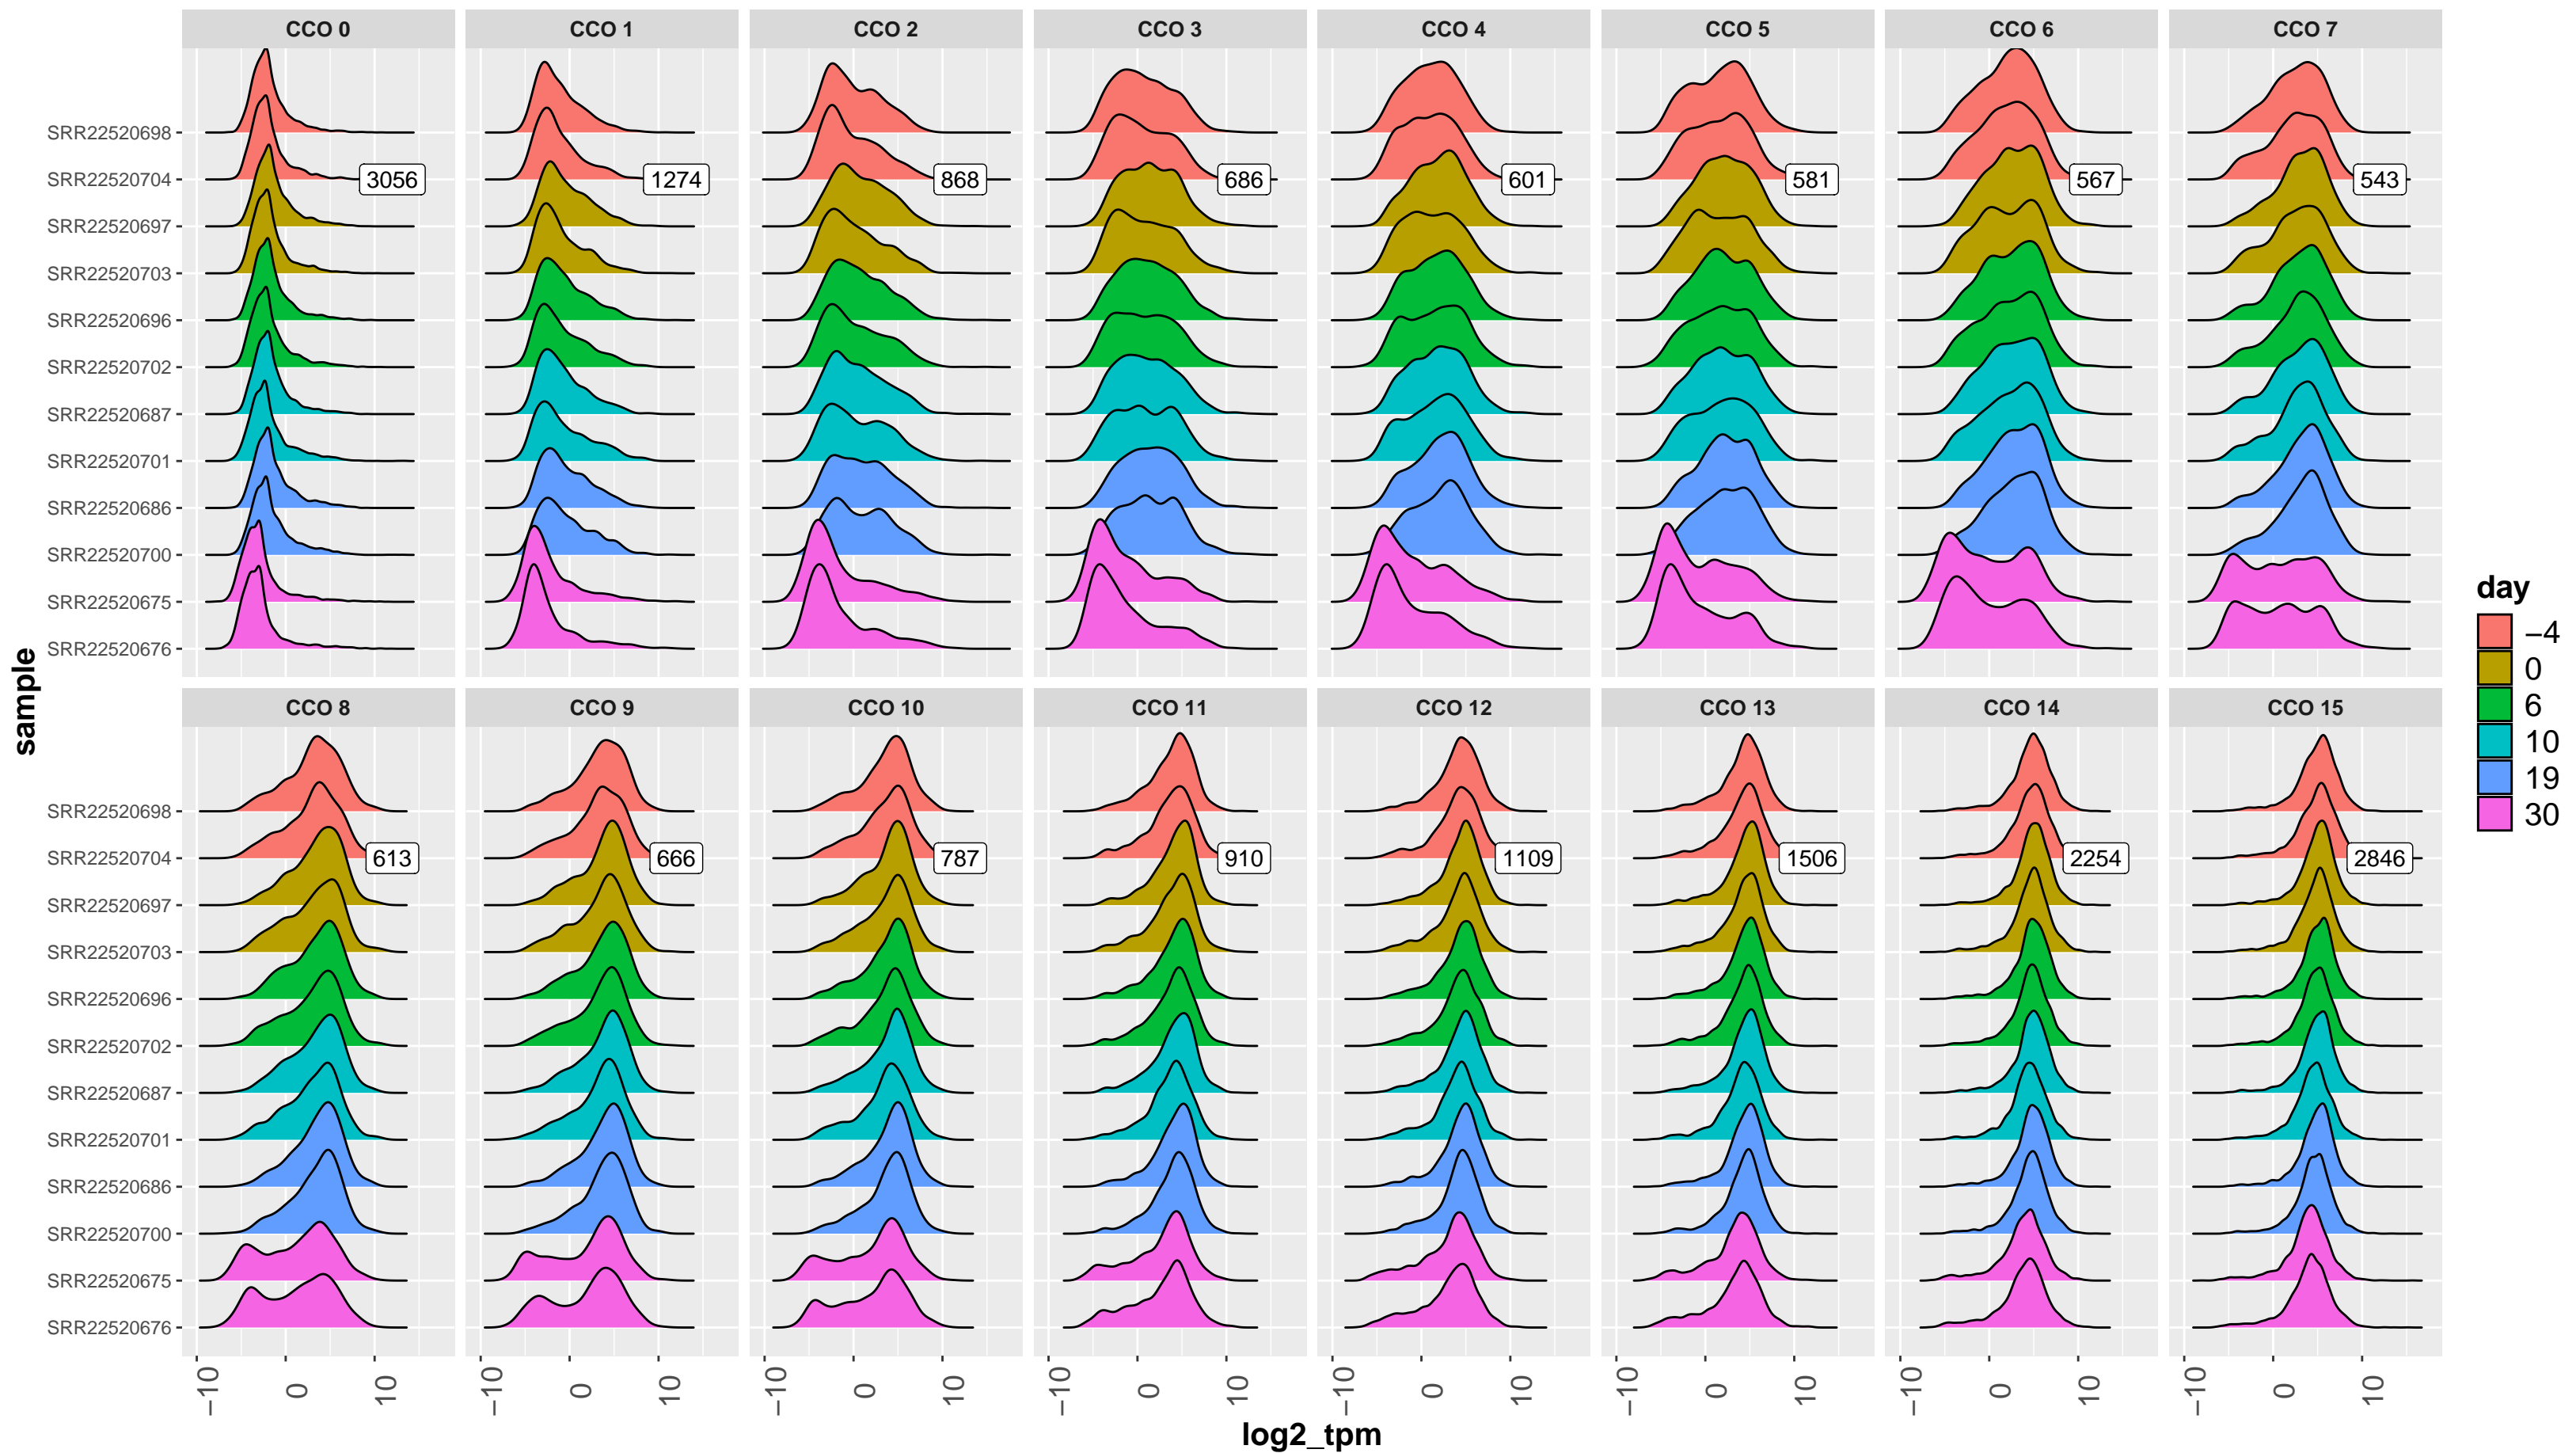 CCO 0 CCO 1 CCO 2 CCO 3 CCO 4 CCO 5 CCO 6 CCO 7
SRR22520698
SRR22520704 3056 1274 868 686 601 581 567 543
SRR22520697
SRR22520703
SRR22520696
SRR22520702
SRR22520687
SRR22520701
SRR22520686
SRR22520700
SRR22520675
SRR22520676
CCO 8 CCO 9 CCO 10 CCO 11 CCO 12 CCO 13 CCO 14 CCO 15
SRR22520698
SRR22520704 613 666 787 910 1109 1506 2254 2846
SRR22520697
SRR22520703
SRR22520696
SRR22520702
SRR22520687
SRR22520701
SRR22520686
SRR22520700
SRR22520675
SRR22520676
−10 0 10 −10 0 10 −10 0 10 −10 0 10 −10 0 10 −10 0 10 −10 0 10 −10 0 10
log2_tpm
sample
day
−4
0
6
10
19
30